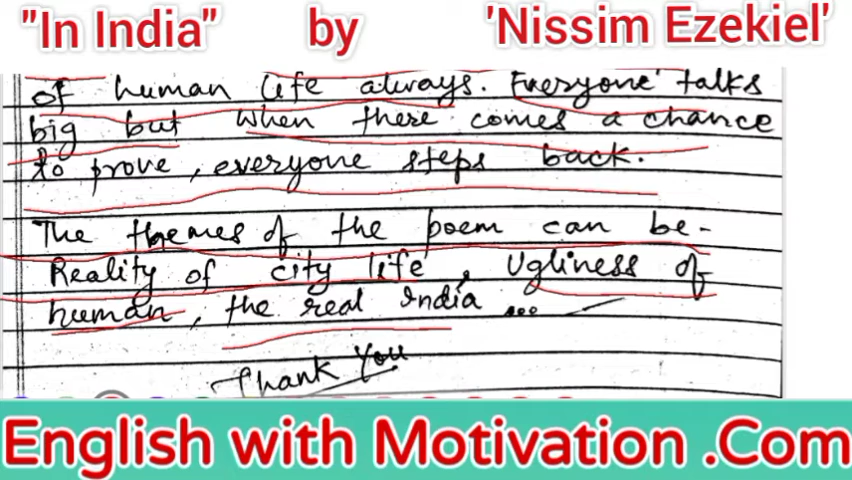 "In India" by 'Nissim Ezekiel'
of human life always. Everyone talks
big but when there comes a chance
to prove, everyone steps back.
The themes of the poem can be-
Reality of city life, Ugliness of
human, the real India ...
Thank You
English with Motivation .Com